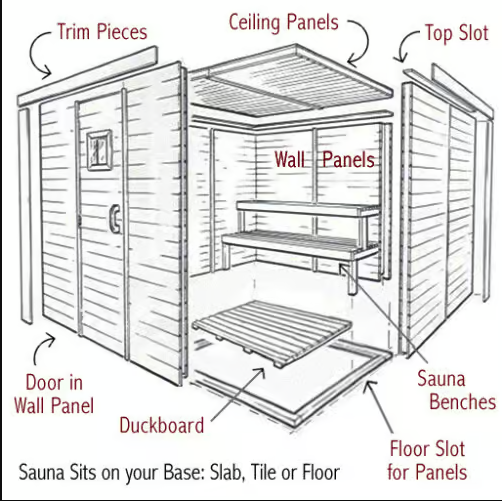 Trim Pieces
Ceiling Panels
Top Slot
Wall Panels
Door in
Wall Panel
Duckboard
Sauna
Benches
Floor Slot
for Panels
Sauna Sits on your Base: Slab, Tile or Floor